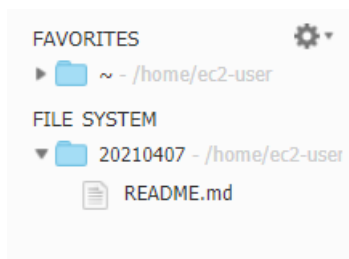 FAVORITES
~ - /home/ec2-user
FILE SYSTEM
20210407 - /home/ec2-user
README.md